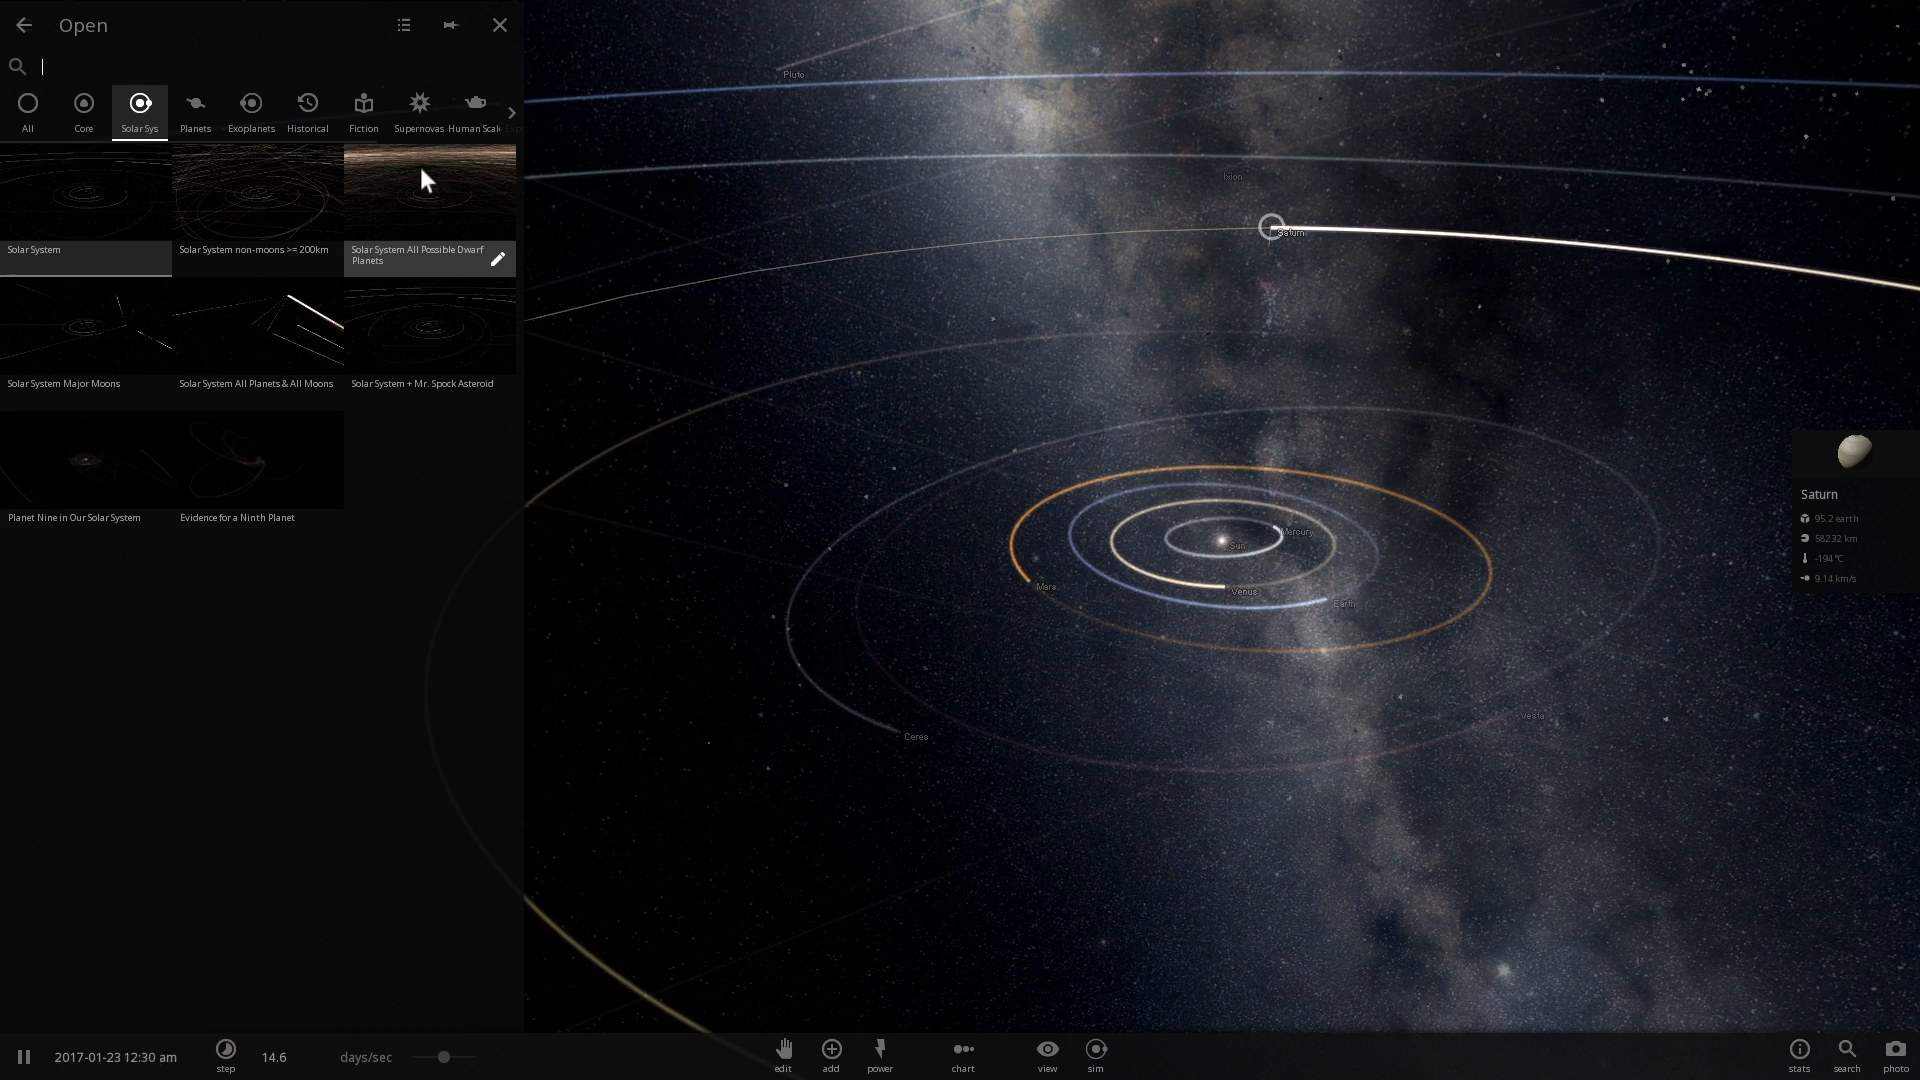 Open
All
Core
Solar Sys
Planets
Exoplanets
Historical
Fiction
Supernovas
Human Scale
Solar System
Solar System non-moons >= 200km
Solar System All Possible Dwarf
Planets
Solar System Major Moons
Solar System All Planets & All Moons
Solar System + Mr. Spock Asteroid
Planet Nine in Our Solar System
Evidence for a Ninth Planet
Pluto
Saturn
Mercury
Sun
Mars
Venus
Earth
Ceres
Vesta
Saturn
95.2 earth
58232 km
-194 °C
9.14 km/s
2017-01-23 12:30 am
step
14.6
days/sec
edit
add
power
chart
view
sim
stats
search
photo